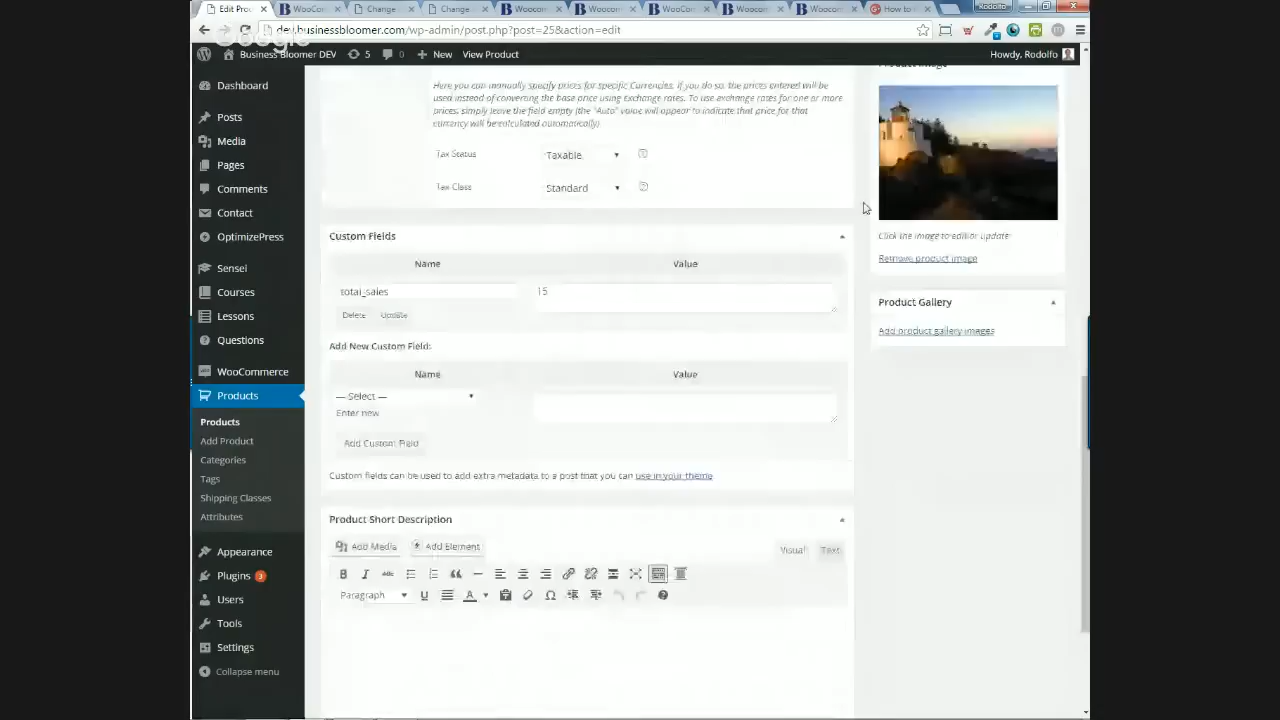 Edit Proc
WooCom
Change
Change
Woocom
Woocom
WooCom
Woocom
Woocom
How to
Rodolfo
dev.businessbloomer.com/wp-admin/post.php?post=25&action=edit
Google
Business Bloomer DEV 5 0 New View Product
Howdy, Rodolfo
Dashboard
Posts
Media
Pages
Comments
Contact
OptimizePress
Sensei
Courses
Lessons
Questions
WooCommerce
Products
Products
Add Product
Categories
Tags
Shipping Classes
Attributes
Appearance
Plugins 3
Users
Tools
Settings
Collapse menu
Here you can manually specify prices for specific Currencies. If you do so, the prices entered will be
used instead of converting the base price using Exchange rates. To use exchange rates for one or more
prices, simply leave the field empty (the "Auto" value will appear to indicate that price for that
currency will be calculated automatically)
Tax Status Taxable
Tax Class Standard
Custom Fields
Name Value
total_sales 15
Delete Update
Add New Custom Field:
Name Value
— Select —
Enter new
Add Custom Field
Custom fields can be used to add extra metadata to a post that you can use in your theme
Product Short Description
Add Media Add Element
Visual Text
Paragraph
Product Image
Click the image to edit or update
Remove product image
Product Gallery
Add product gallery images